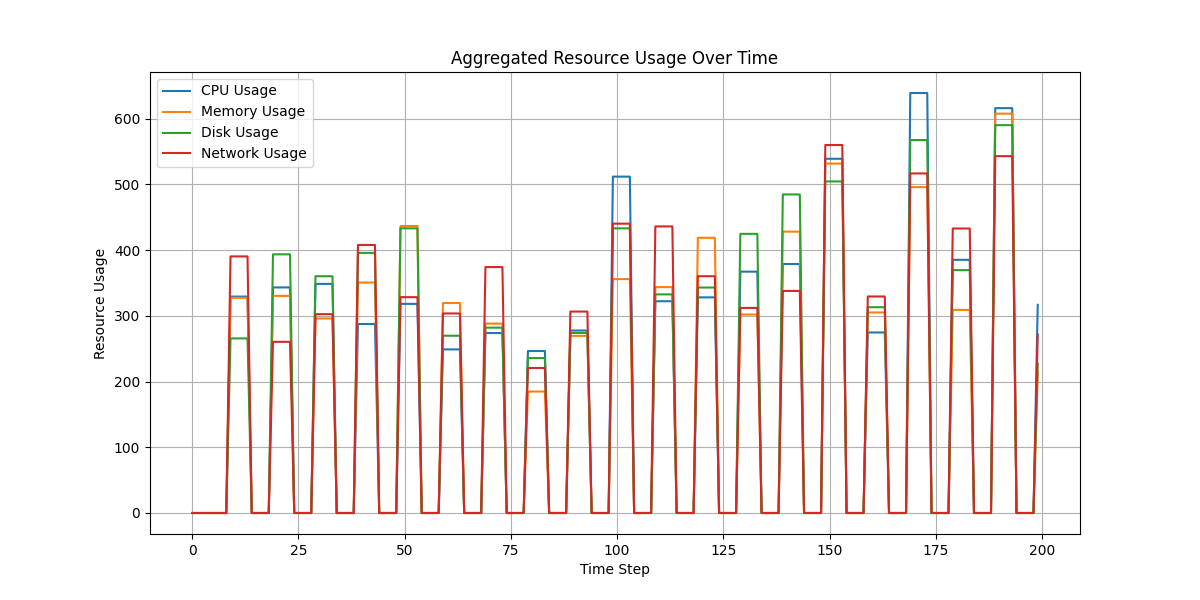 Aggregated Resource Usage Over Time
CPU Usage
Memory Usage
Disk Usage
Network Usage
Resource Usage
600
500
400
300
200
100
0
0 25 50 75 100 125 150 175 200
Time Step